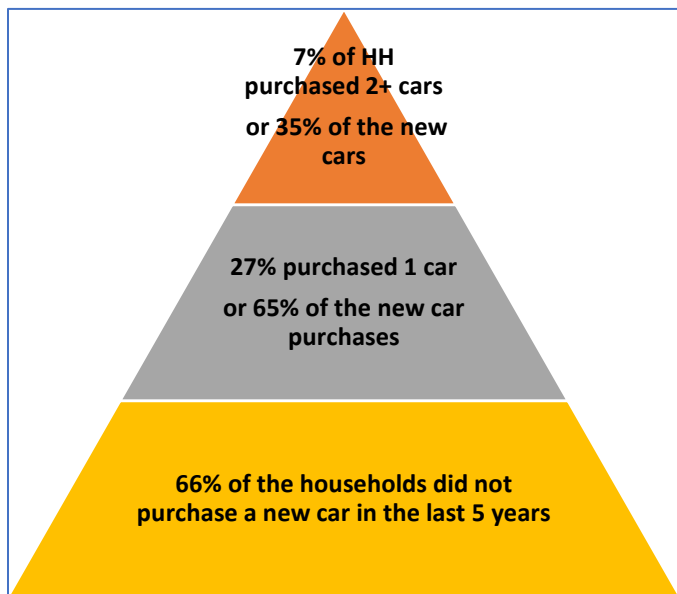 7% of HH
purchased 2+ cars
or 35% of the new
cars
27% purchased 1 car
or 65% of the new car
purchases
66% of the households did not
purchase a new car in the last 5 years